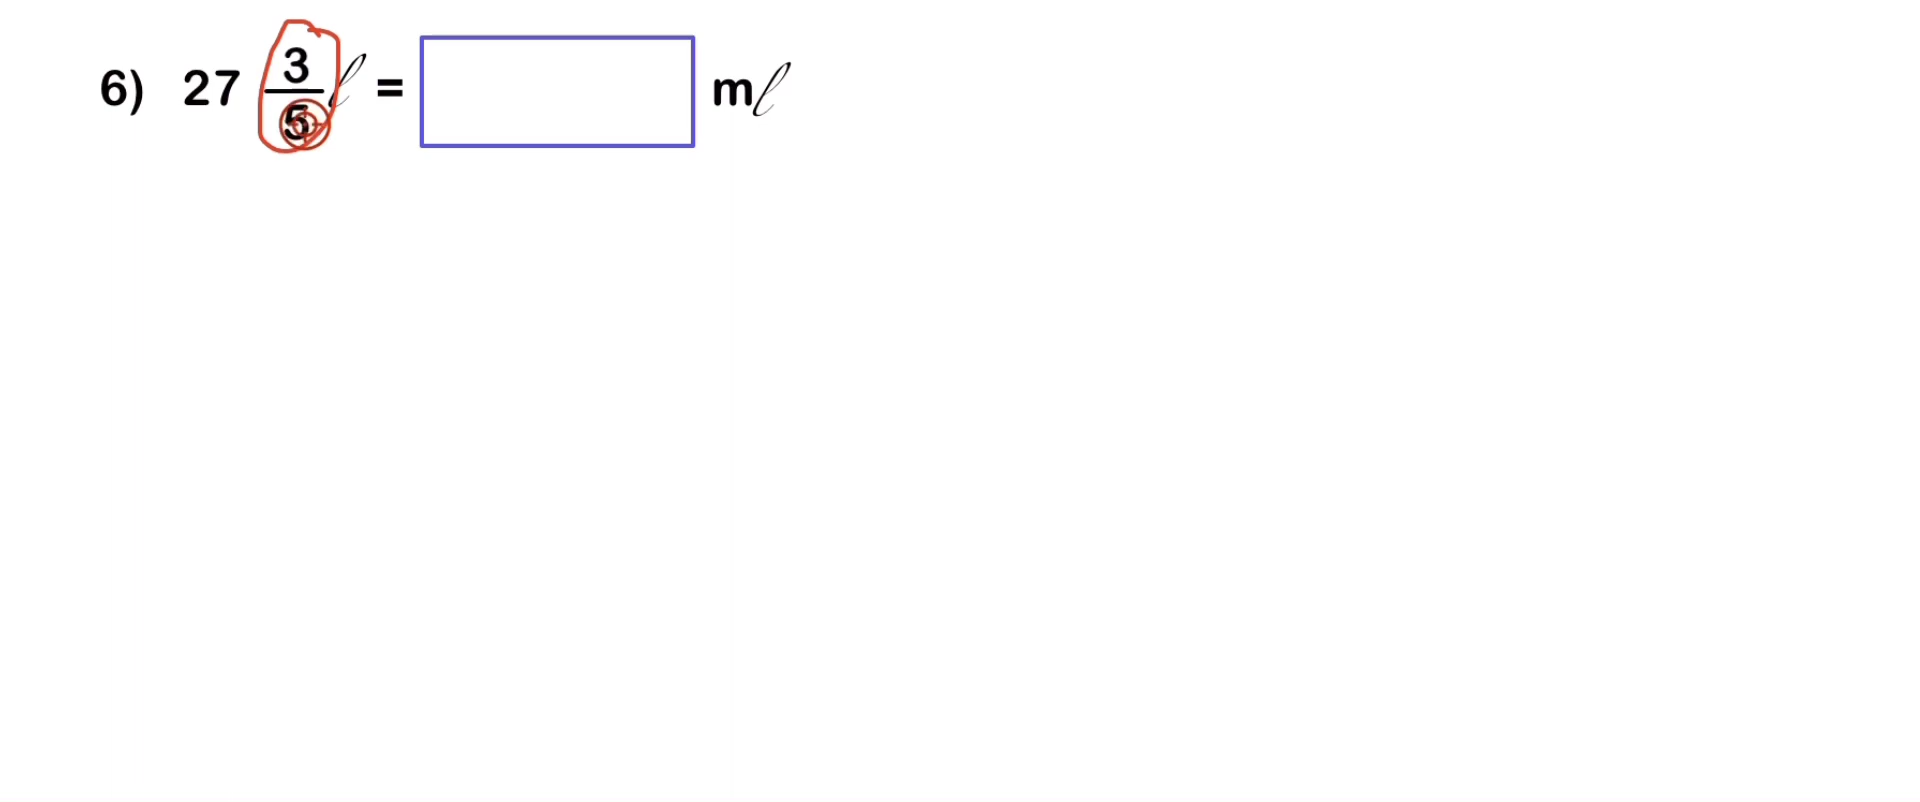 6) 27 3/5 ℓ = mℓ